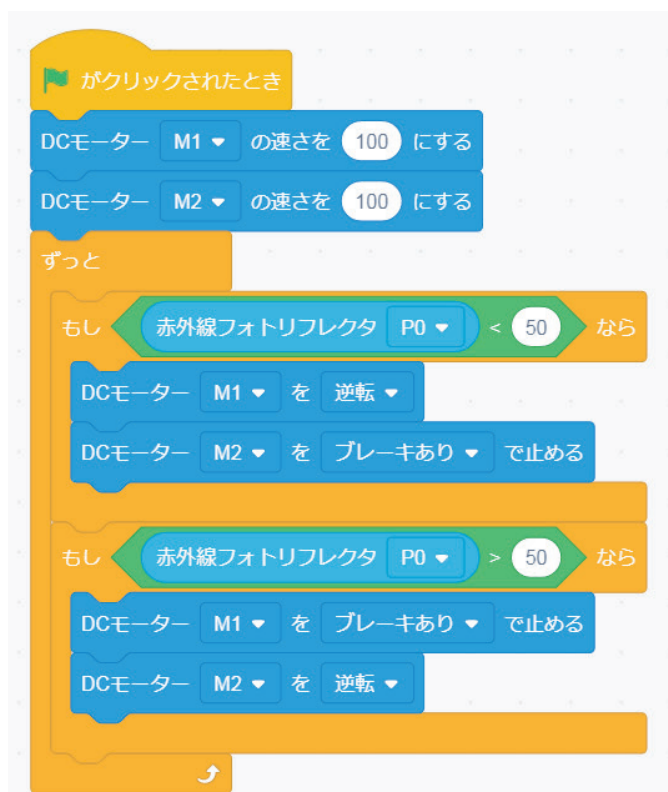 がクリックされたとき
DCモーター M1 の速さを 100 にする
DCモーター M2 の速さを 100 にする
ずっと
もし 赤外線フォトリフレクタ P0 < 50 なら
DCモーター M1 を 逆転
DCモーター M2 を ブレーキあり で止める
もし 赤外線フォトリフレクタ P0 > 50 なら
DCモーター M1 を ブレーキあり で止める
DCモーター M2 を 逆転